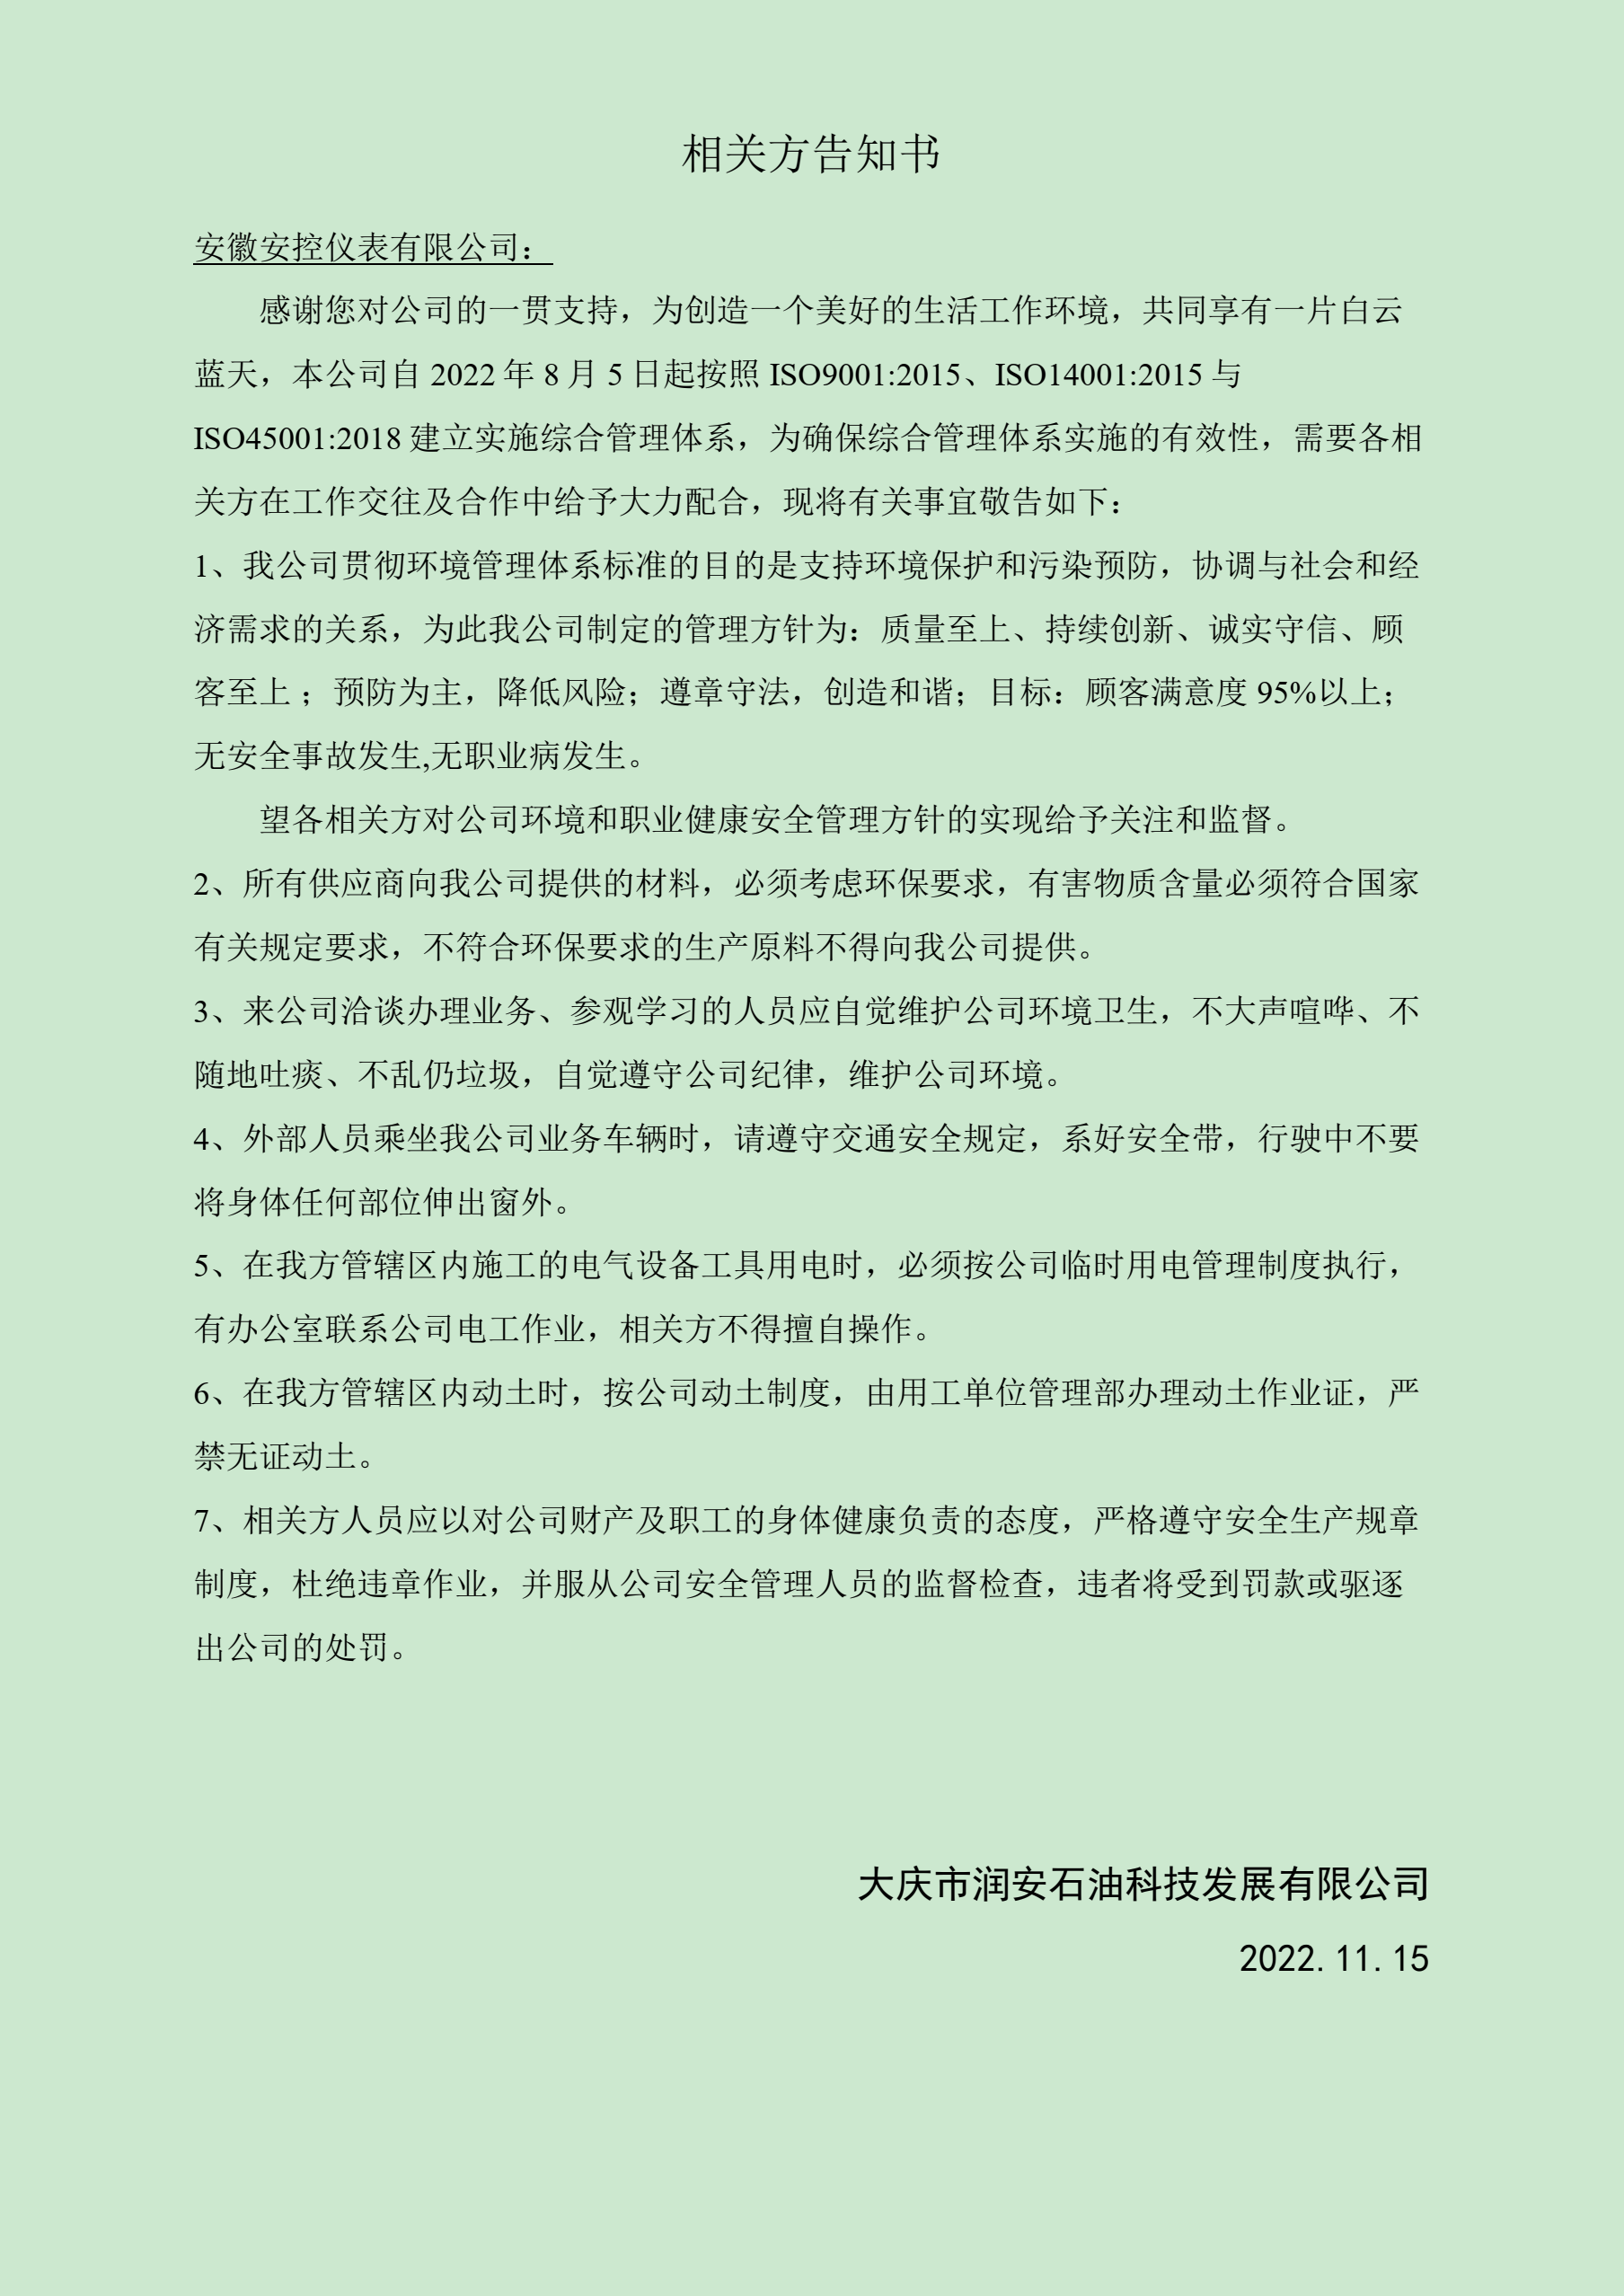 相关方告知书
安徽安控仪表有限公司：
感谢您对公司的一贯支持，为创造一个美好的生活工作环境，共同享有一片白云
蓝天，本公司自 2022 年 8 月 5 日起按照 ISO9001:2015、ISO14001:2015 与
ISO45001:2018 建立实施综合管理体系，为确保综合管理体系实施的有效性，需要各相
关方在工作交往及合作中给予大力配合，现将有关事宜敬告如下：
1、我公司贯彻环境管理体系标准的目的是支持环境保护和污染预防，协调与社会和经
济需求的关系，为此我公司制定的管理方针为：质量至上、持续创新、诚实守信、顾
客至上 ；预防为主，降低风险；遵章守法，创造和谐；目标：顾客满意度 95%以上；
无安全事故发生,无职业病发生。
望各相关方对公司环境和职业健康安全管理方针的实现给予关注和监督。
2、所有供应商向我公司提供的材料，必须考虑环保要求，有害物质含量必须符合国家
有关规定要求，不符合环保要求的生产原料不得向我公司提供。
3、来公司洽谈办理业务、参观学习的人员应自觉维护公司环境卫生，不大声喧哗、不
随地吐痰、不乱仍垃圾，自觉遵守公司纪律，维护公司环境。
4、外部人员乘坐我公司业务车辆时，请遵守交通安全规定，系好安全带，行驶中不要
将身体任何部位伸出窗外。
5、在我方管辖区内施工的电气设备工具用电时，必须按公司临时用电管理制度执行，
有办公室联系公司电工作业，相关方不得擅自操作。
6、在我方管辖区内动土时，按公司动土制度，由用工单位管理部办理动土作业证，严
禁无证动土。
7、相关方人员应以对公司财产及职工的身体健康负责的态度，严格遵守安全生产规章
制度，杜绝违章作业，并服从公司安全管理人员的监督检查，违者将受到罚款或驱逐
出公司的处罚。
大庆市润安石油科技发展有限公司
2022.11.15